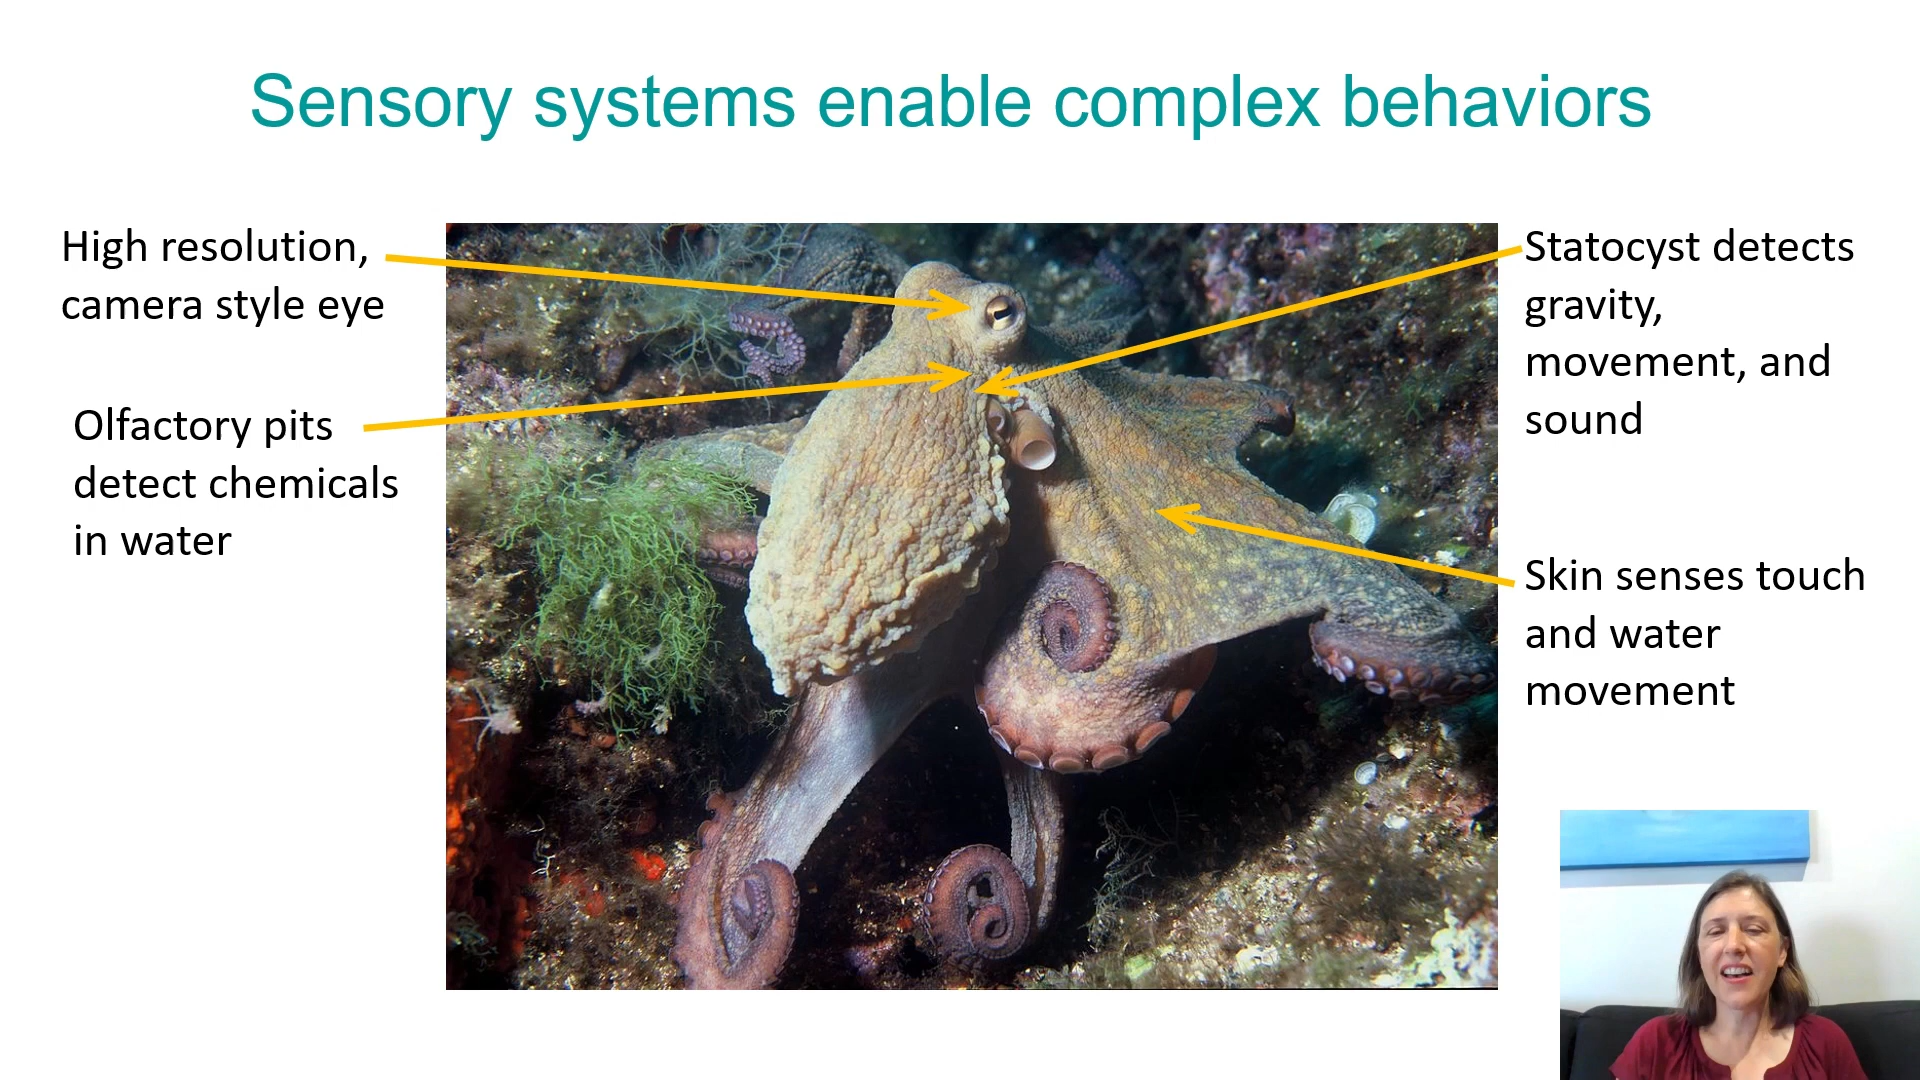 Sensory systems enable complex behaviors
High resolution,
camera style eye
Olfactory pits
detect chemicals
in water
Statocyst detects
gravity,
movement, and
sound
Skin senses touch
and water
movement